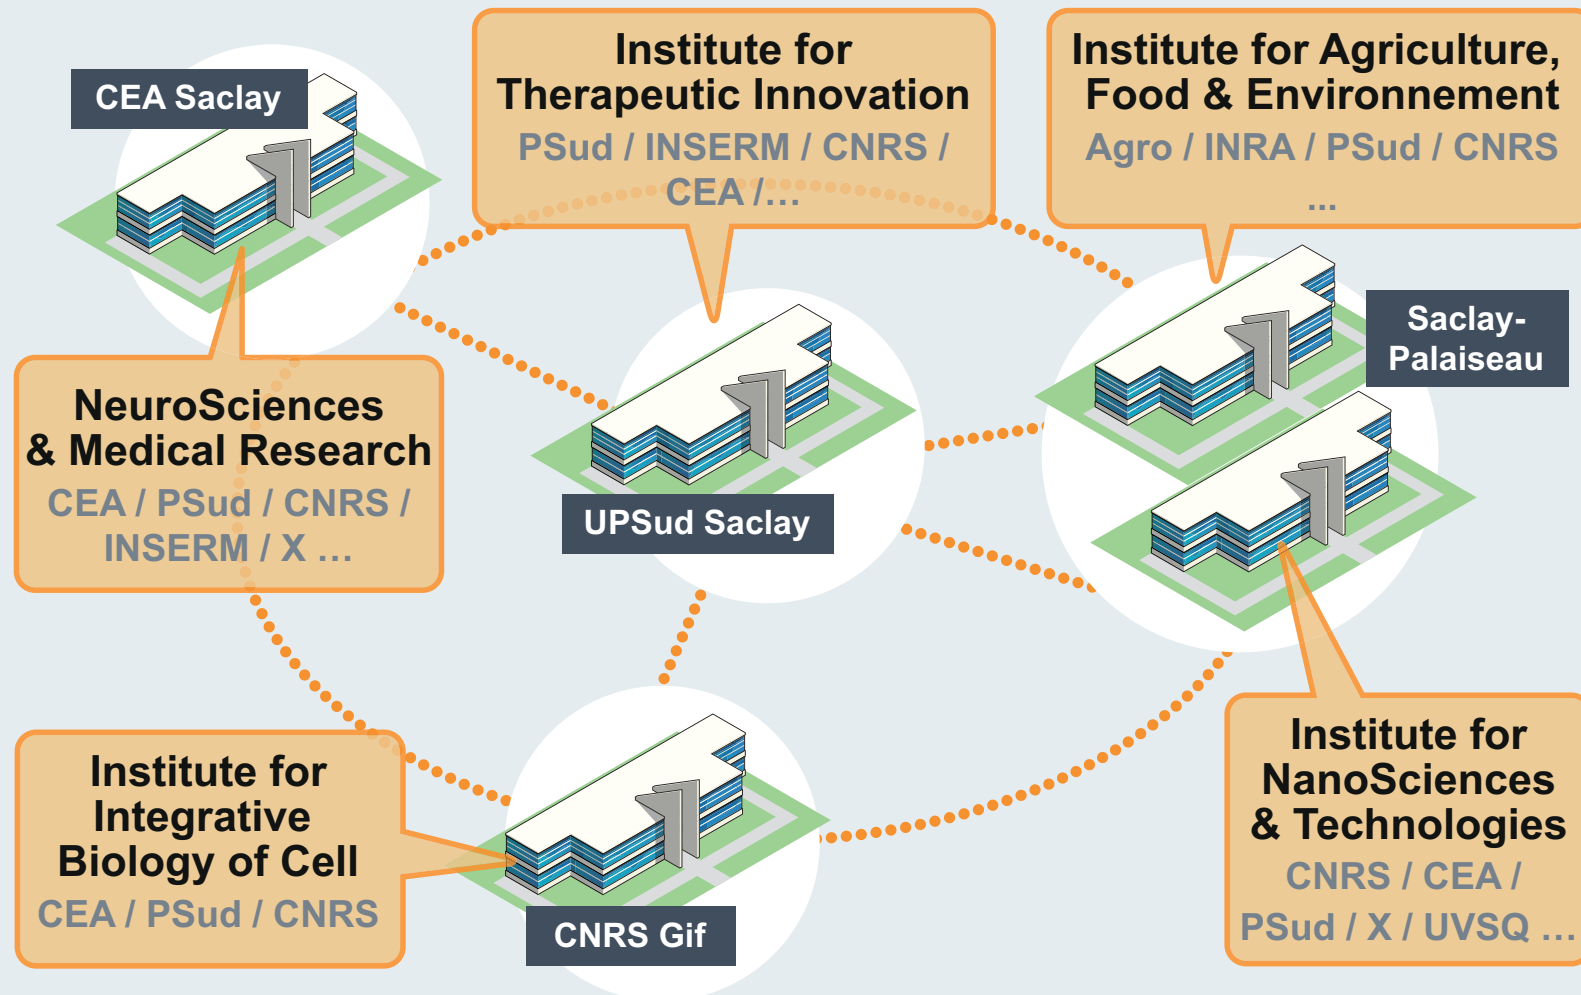 CEA Saclay
Institute for
Therapeutic Innovation
PSud / INSERM / CNRS /
CEA /...
Institute for Agriculture,
Food & Environnement
Agro / INRA / PSud / CNRS
...
Saclay-
Palaiseau
NeuroSciences
& Medical Research
CEA / PSud / CNRS /
INSERM / X ...
UPSud Saclay
Institute for
Integrative
Biology of Cell
CEA / PSud / CNRS
CNRS Gif
Institute for
NanoSciences
& Technologies
CNRS / CEA /
PSud / X / UVSQ ...